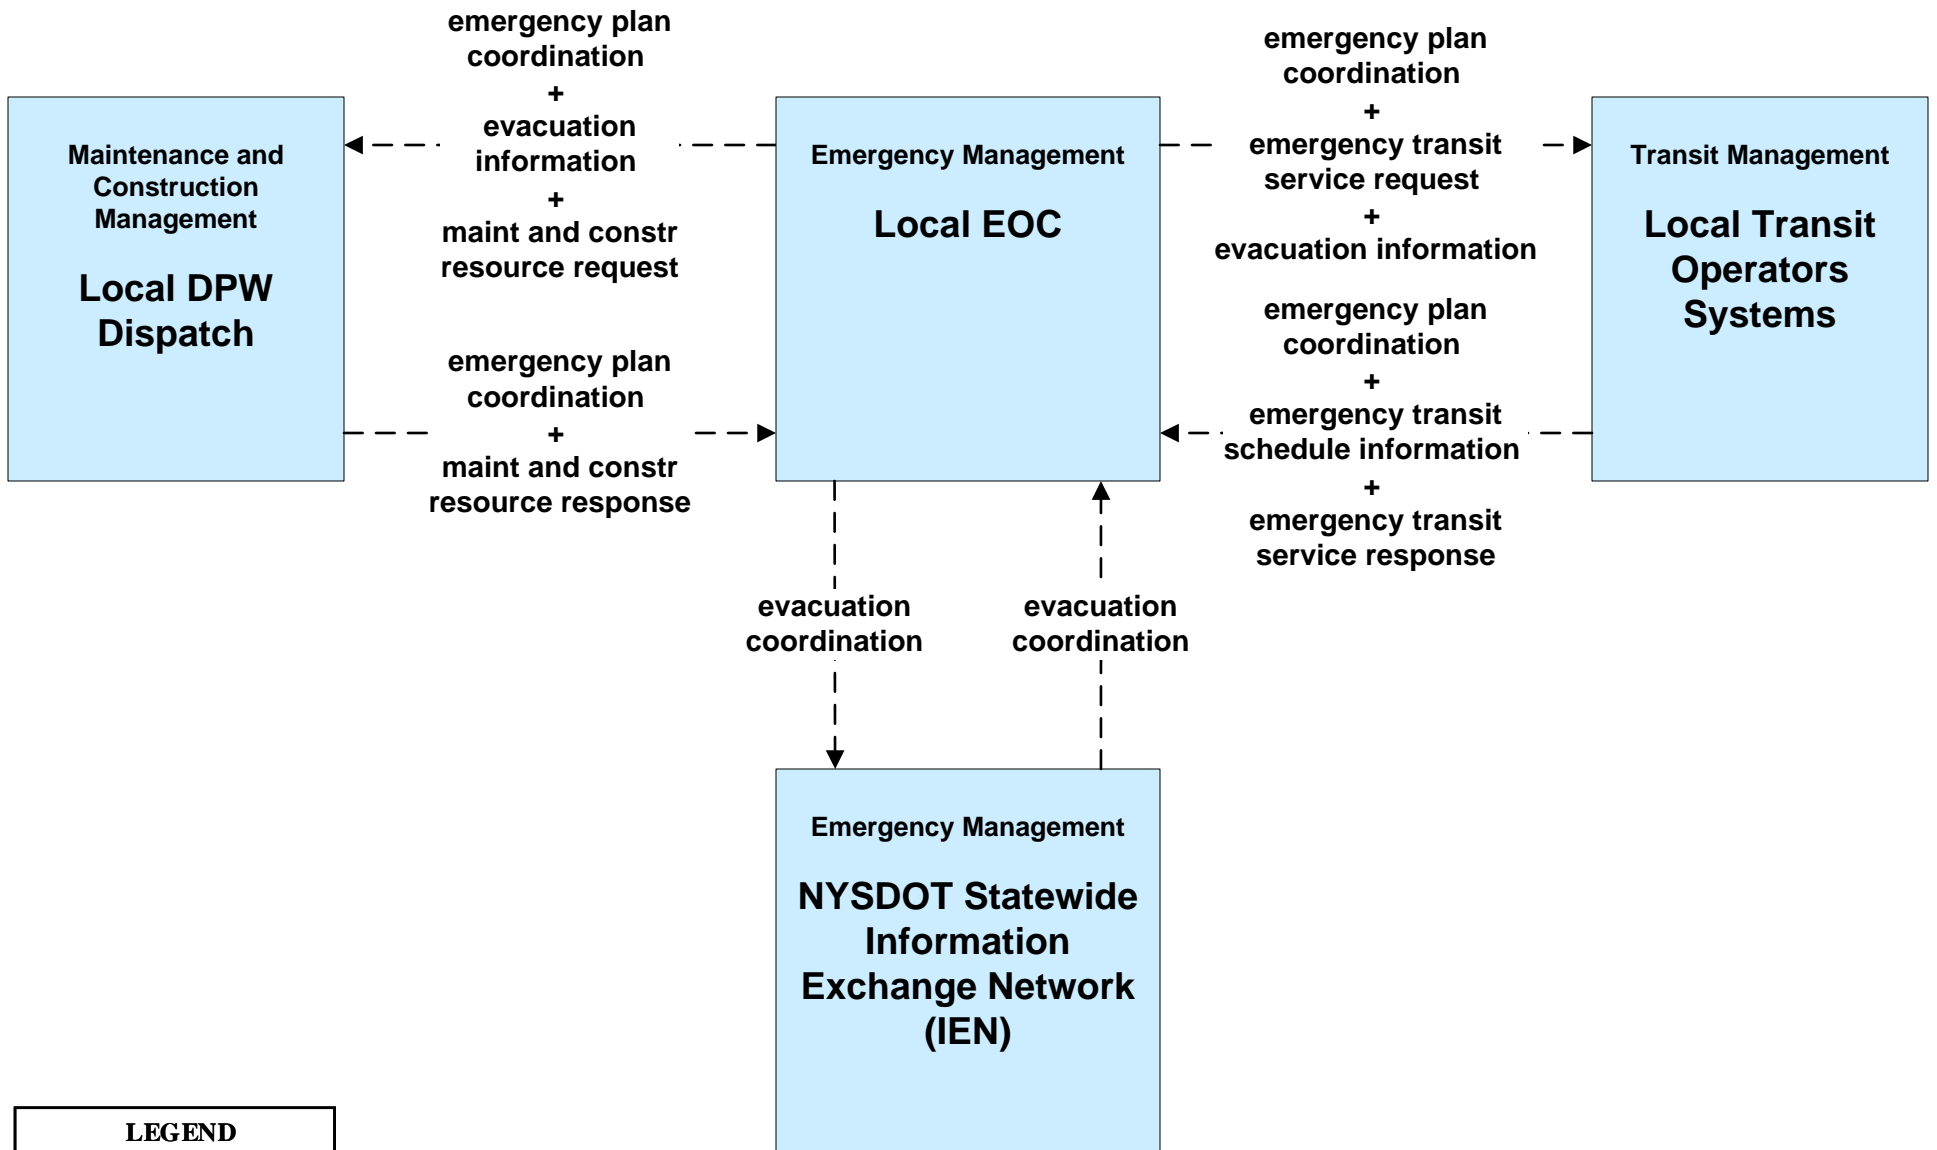 emergency plan
coordination
+
evacuation
information
+
maint and constr
resource request
emergency plan
coordination
+
emergency transit
service request
+
evacuation information
Maintenance and
Construction
Management
Local DPW
Dispatch
Emergency Management
Local EOC
Transit Management
Local Transit
Operators
Systems
emergency plan
coordination
+
maint and constr
resource response
emergency plan
coordination
+
emergency transit
schedule information
+
emergency transit
service response
evacuation
coordination
evacuation
coordination
Emergency Management
NYSDOT Statewide
Information
Exchange Network
(IEN)
LEGEND